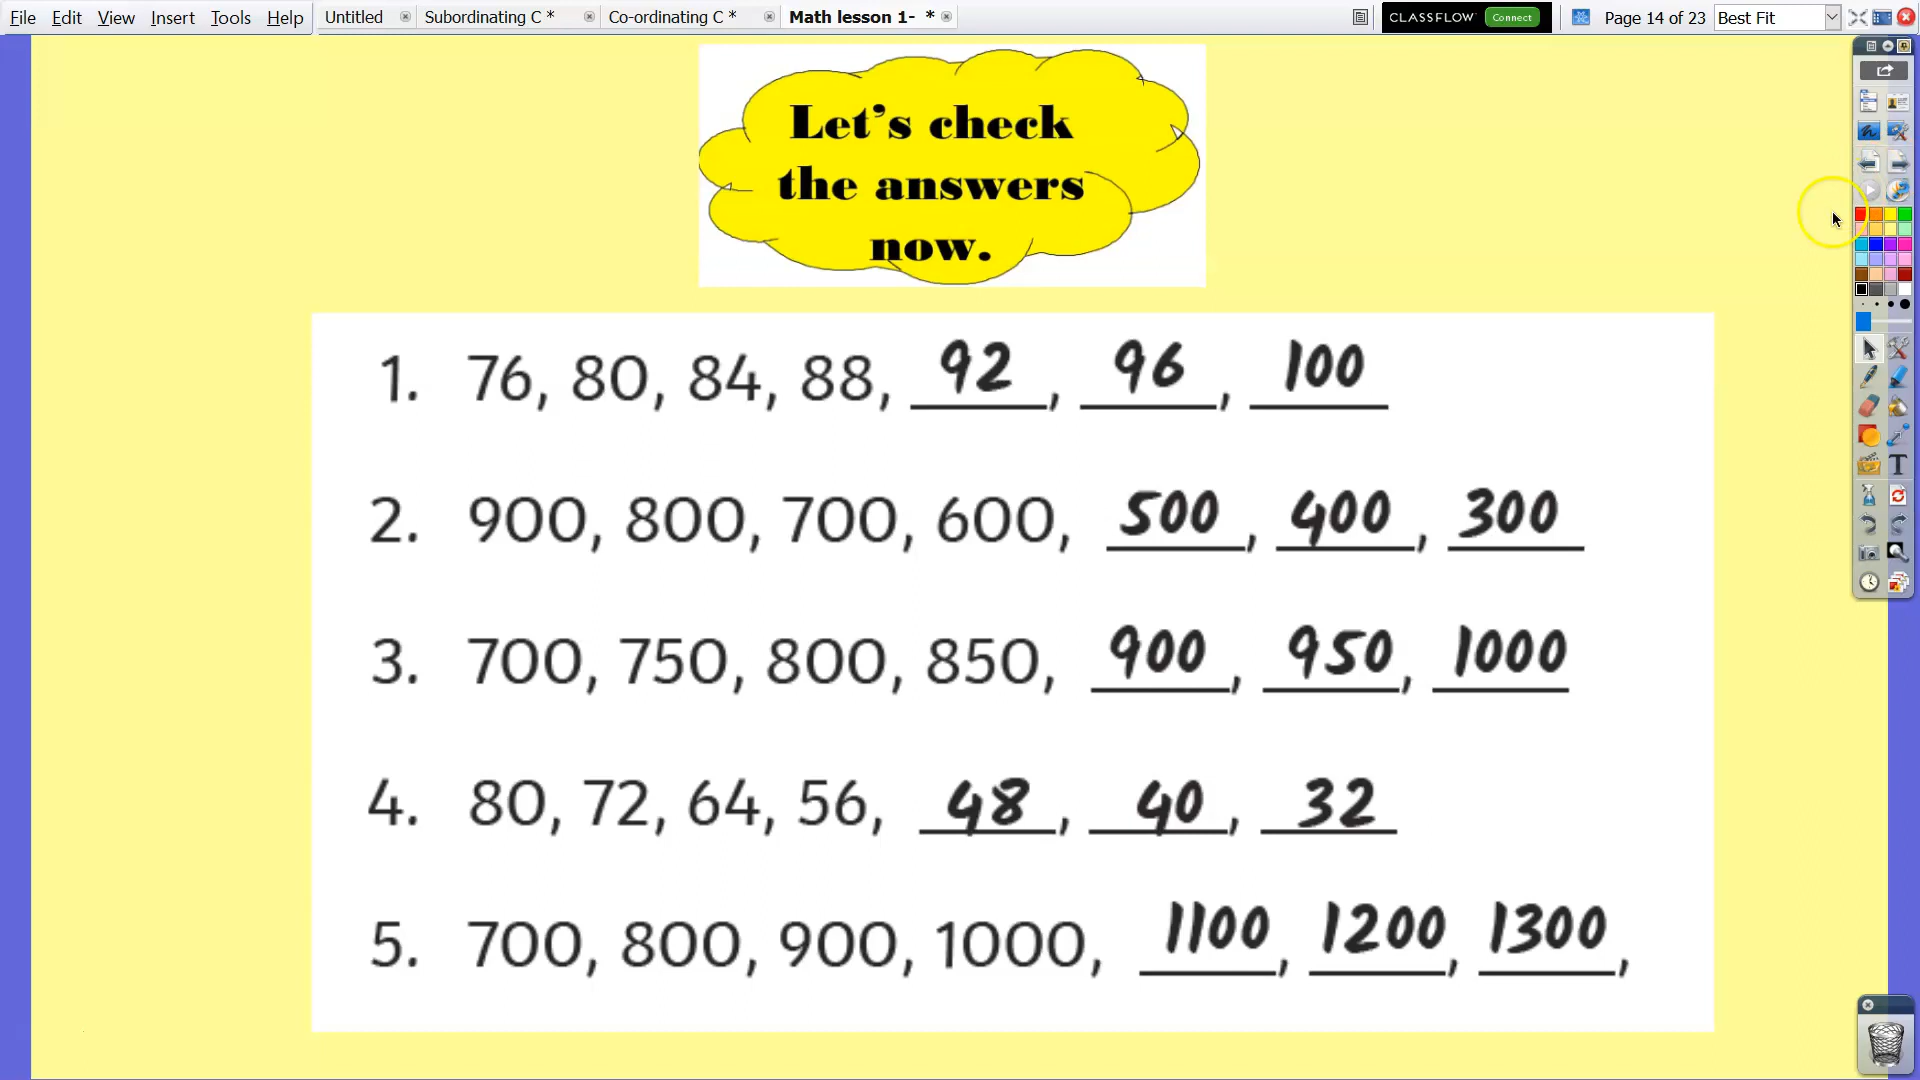 File Edit View Insert Tools Help Untitled Subordinating C * Co-ordinating C * Math lesson 1- * CLASSFLOW Connect Page 14 of 23 Best Fit
Let's check
the answers
now.
1. 76, 80, 84, 88, 92, 96, 100
2. 900, 800, 700, 600, 500, 400, 300
3. 700, 750, 800, 850, 900, 950, 1000
4. 80, 72, 64, 56, 48, 40, 32
5. 700, 800, 900, 1000, 1100, 1200, 1300,